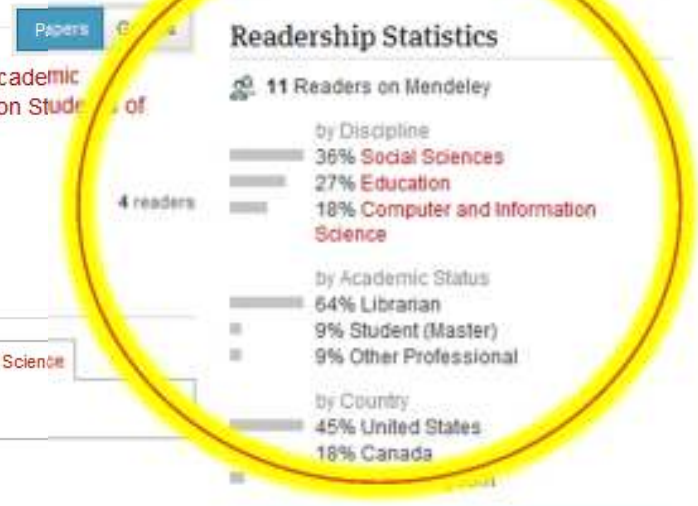 Papers
cademic
on Stude of
4 readers
Science
Readership Statistics
11 Readers on Mendeley
by Discipline
36% Social Sciences
27% Education
18% Computer and Information
Science
by Academic Status
64% Librarian
9% Student (Master)
9% Other Professional
by Country
45% United States
18% Canada